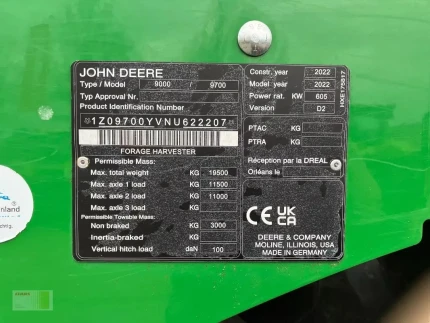 JOHN DEERE
Type / Model 9000 / 9700
Typ Approval Nr.
Product Identification Number
*1Z09700YVNU622207*
FORAGE HARVESTER
Permissible Mass:
Max. total weight KG 19500
Max. axle 1 load KG 11500
Max. axle 2 load KG 11000
Max. axle 3 load KG
Permissible Towable Mass:
Non braked KG 3000
Inertia-braked KG
Vertical hitch load daN 100
Constr. year 2022
Model year 2022
Power rat. KW 605
Version D2
HXE175017
PTAC KG
PTRA KG
Réception par la DREAL
Orléans le
CE UK CA
DEERE & COMPANY
MOLINE, ILLINOIS, USA
MADE IN GERMANY